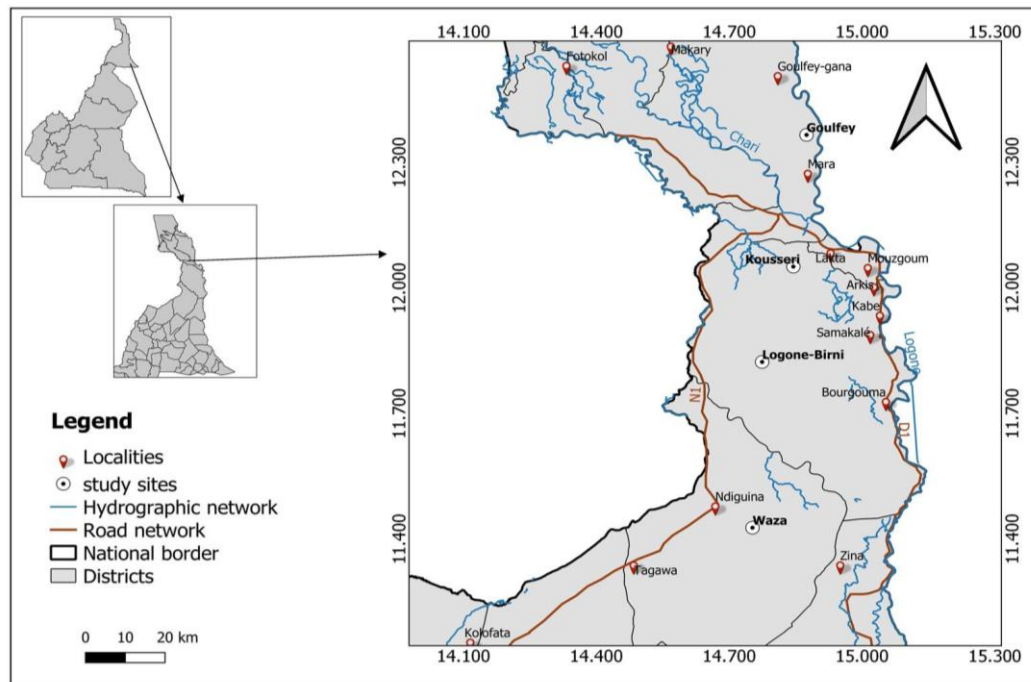 14.100 14.400 14.700 15.000 15.300
Makary
Fotokol
Goulfey-gana
Goulfey
Chari
Mara
12.300
12.300
Kousseri
Lakta
Mouzgoum
12.000
12.000
Arkis
Kabe
Samakalé
Logone
Logone-Birni
Bourgouma
N1
D1
11.700
11.700
Legend
Localities
study sites
Hydrographic network
Road network
National border
Districts
Ndiguina
Waza
11.400
11.400
Tagawa
Zina
Kolofata
0 10 20 km
14.100 14.400 14.700 15.000 15.300